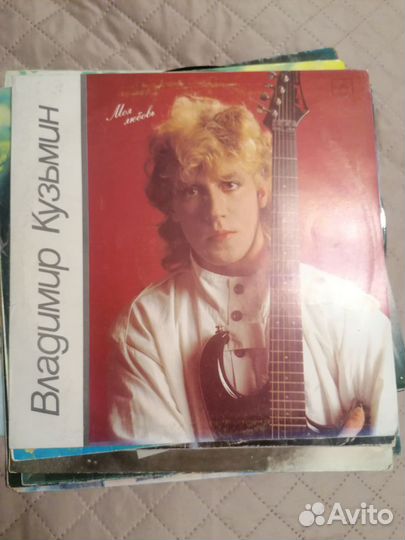 Владимир Кузьмин
Моя
любовь
Avito